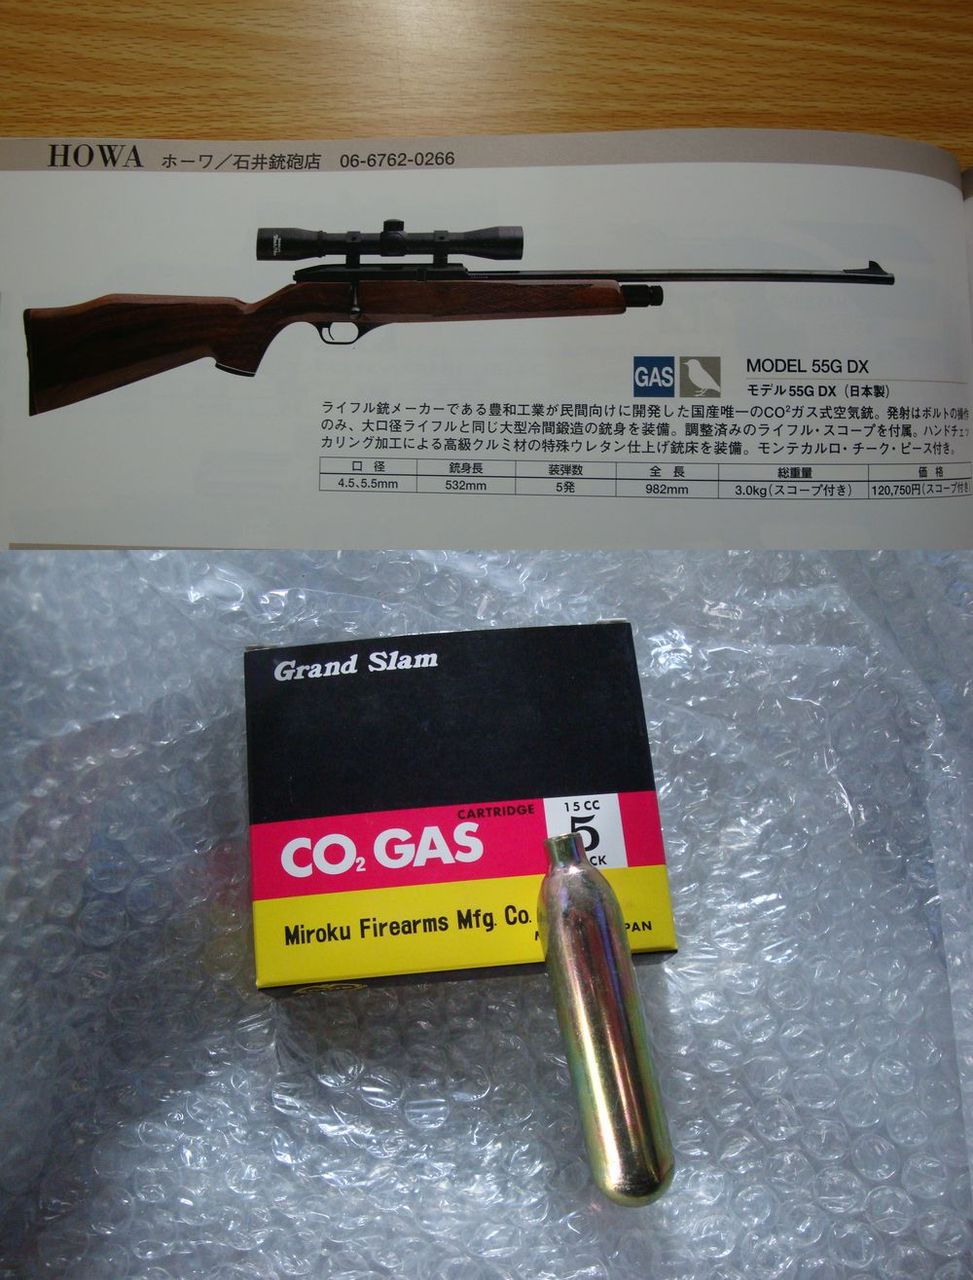 HOWA ホーワ／石井銃砲店 06-6762-0266
GAS
MODEL 55G DX
モデル55G DX（日本製）
ライフル銃メーカーである豊和工業が民間向けに開発した国産唯一のCO²ガス式空気銃。発射はボルトの操作
のみ、大口径ライフルと同じ大型冷間鍛造の銃身を装備。調整済みのライフル・スコープを付属。ハンドチェッ
カリング加工による高級クルミ材の特殊ウレタン仕上げ銃床を装備。モンテカルロ・チーク・ピース付き。
口径 銃身長 装弾数 全長 総重量 価格
4.5、5.5mm 532mm 5発 982mm 3.0kg（スコープ付き） 120,750円（スコープ付き
Grand Slam
CARTRIDGE 15 CC
CO₂ GAS 5
CK
Miroku Firearms Mfg. Co.
PAN